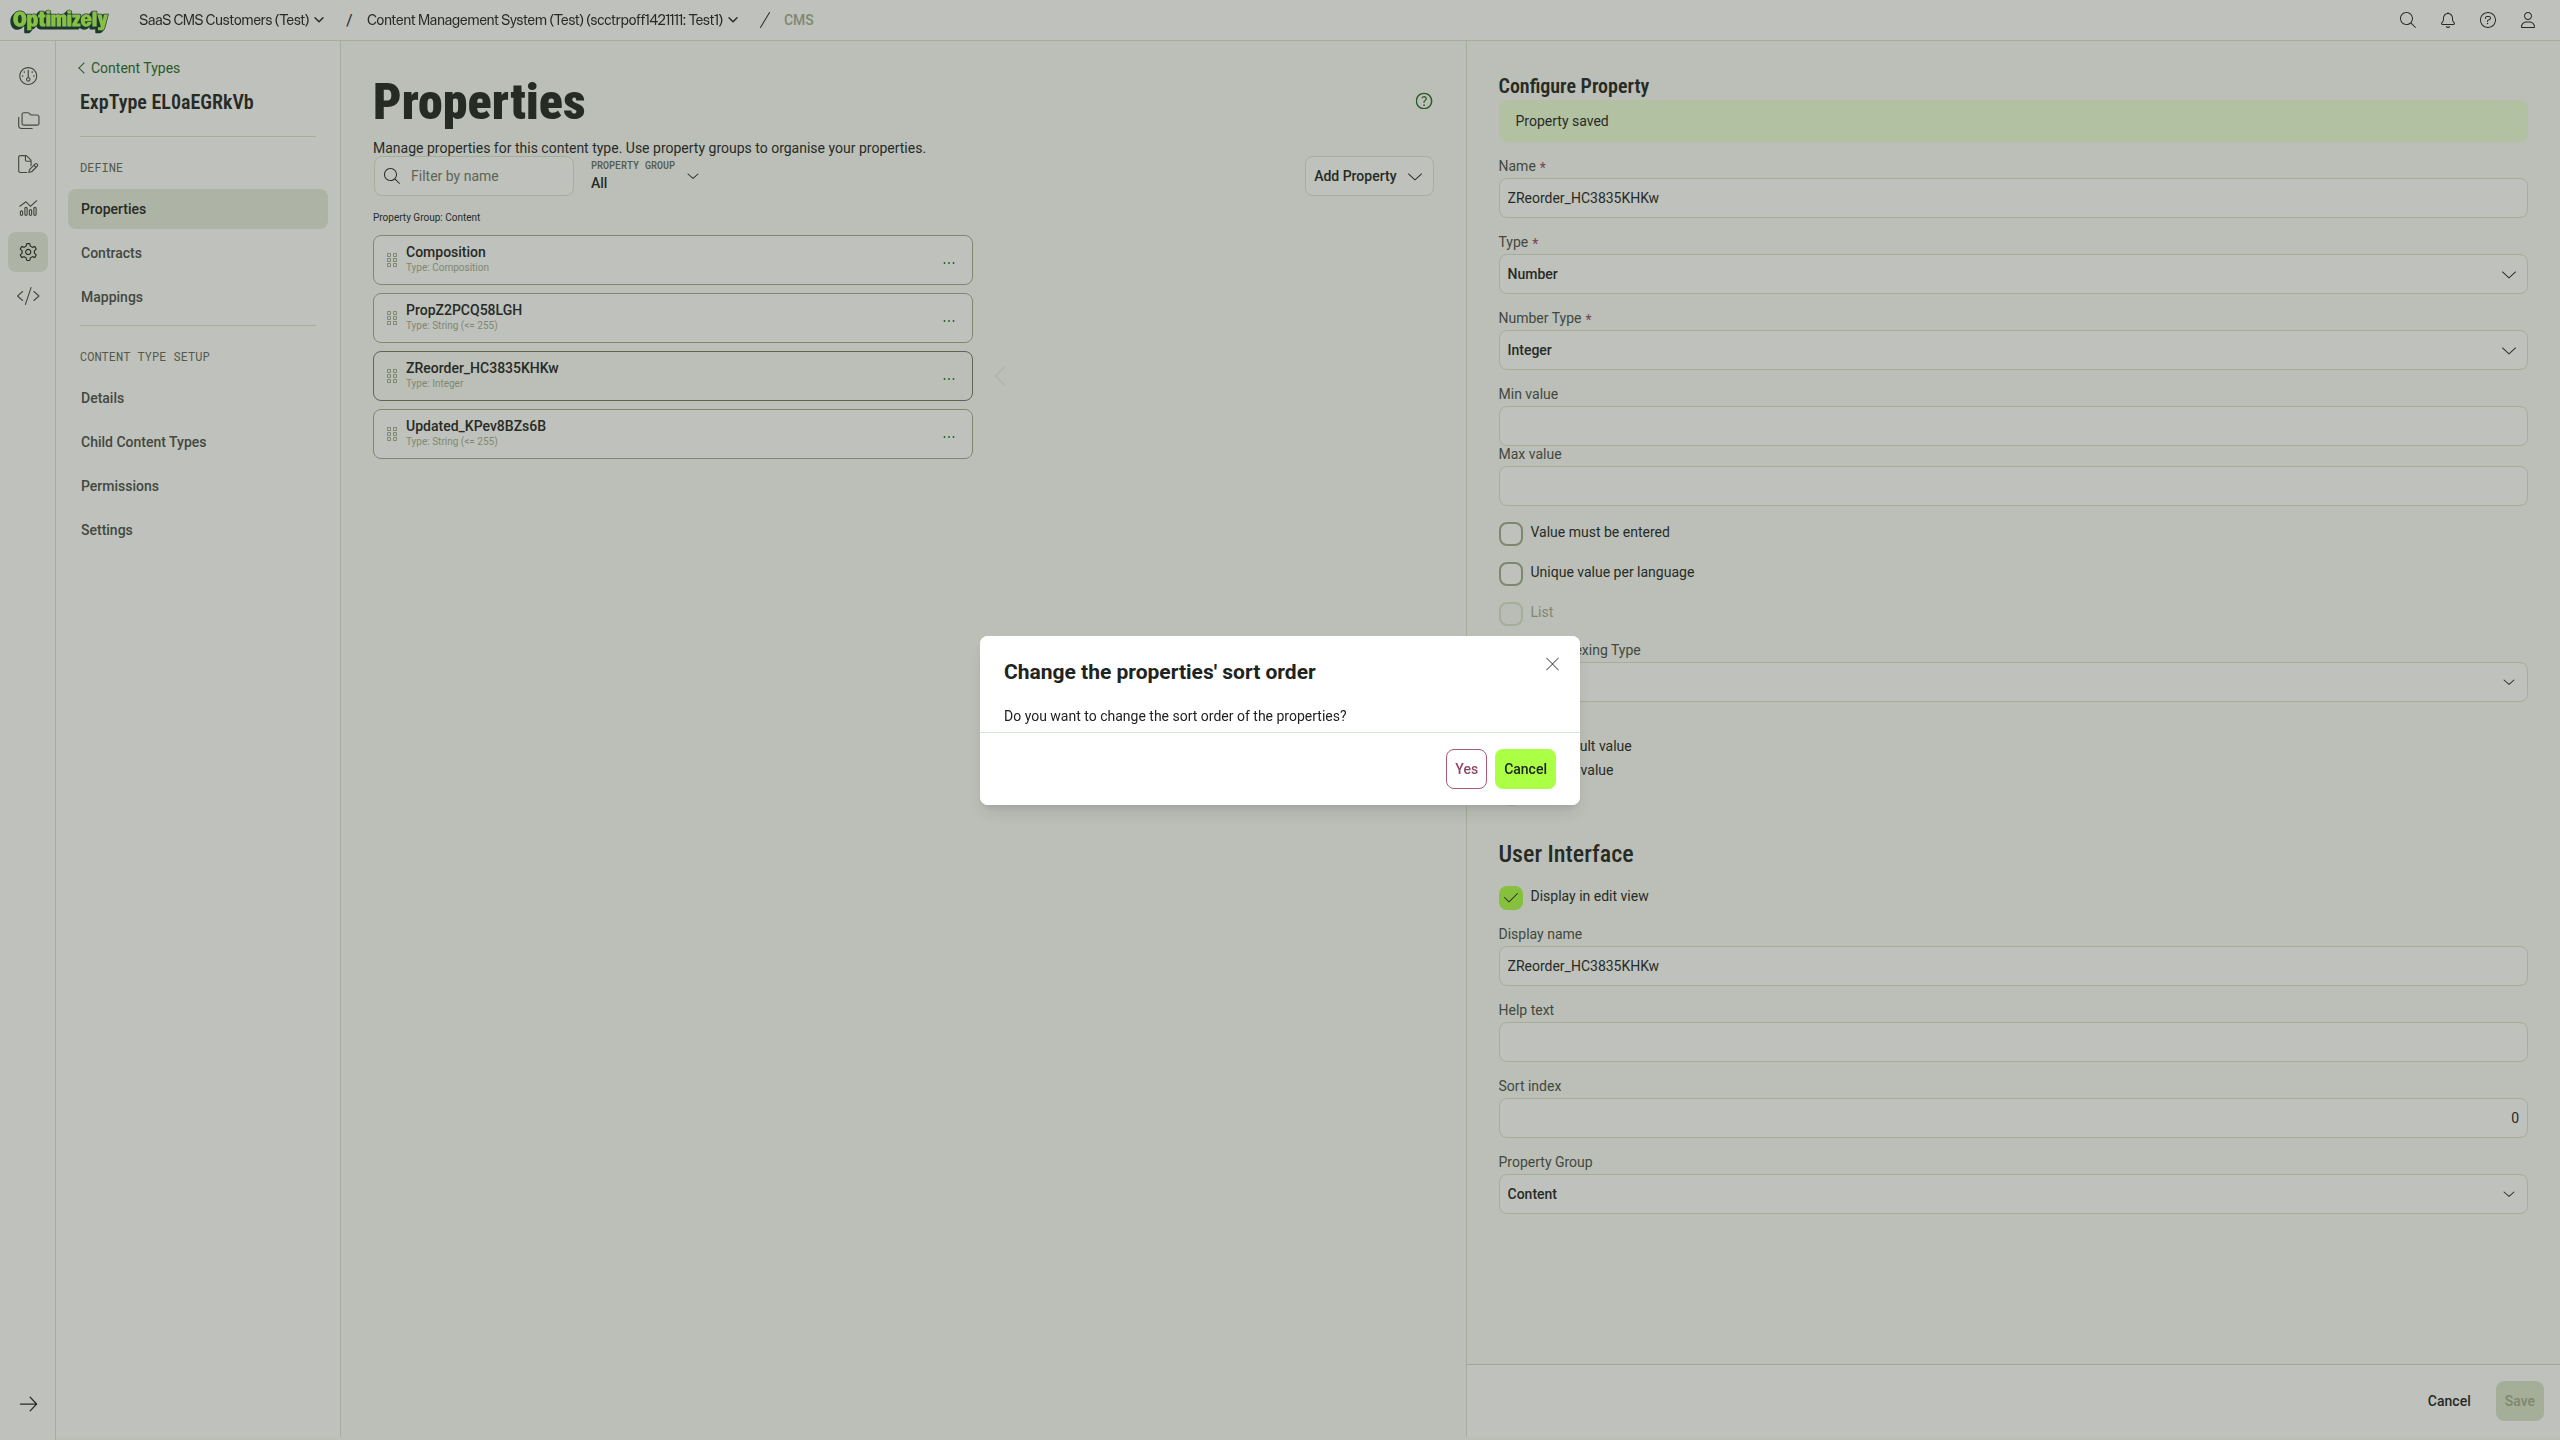 Optimizely
SaaS CMS Customers (Test) / Content Management System (Test) (scctrpoff1421111: Test1) / CMS
Content Types
ExpType EL0aEGRkVb
DEFINE
Properties
Contracts
Mappings
CONTENT TYPE SETUP
Details
Child Content Types
Permissions
Settings
Properties
Manage properties for this content type. Use property groups to organise your properties.
Filter by name
PROPERTY GROUP
All
Add Property
Property Group: Content
Composition
Type: Composition
...
PropZ2PCQ58LGH
Type: String (<= 255)
...
ZReorder_HC3835KHKw
Type: Integer
...
Updated_KPev8BZs6B
Type: String (<= 255)
...
Change the properties' sort order
Do you want to change the sort order of the properties?
Yes
Cancel
Configure Property
Property saved
Name *
ZReorder_HC3835KHKw
Type *
Number
Number Type *
Integer
Min value
Max value
Value must be entered
Unique value per language
List
exing Type
ult value
value
User Interface
Display in edit view
Display name
ZReorder_HC3835KHKw
Help text
Sort index
0
Property Group
Content
Cancel
Save